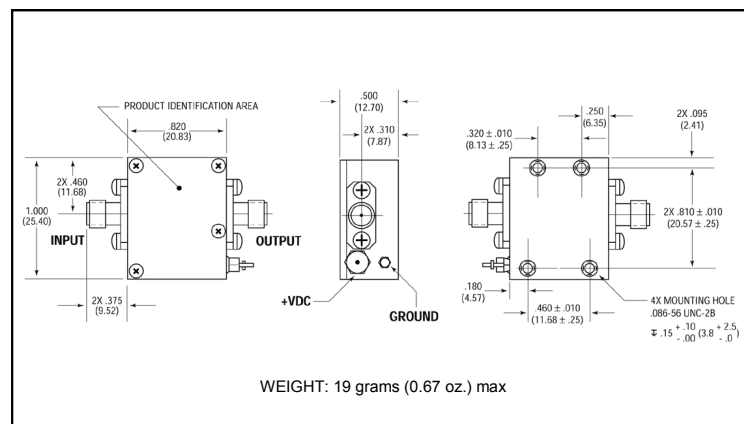 PRODUCT IDENTIFICATION AREA
.820
(20.83)
2X .460
(11.68)
1.000
(25.40)
INPUT
OUTPUT
2X .375
(9.52)
.500
(12.70)
2X .310
(7.87)
+VDC
GROUND
.320 ± .010
(8.13 ± .25)
.250
(6.35)
2X .095
(2.41)
2X .810 ± .010
(20.57 ± .25)
.180
(4.57)
.460 ± .010
(11.68 ± .25)
4X MOUNTING HOLE
.086-56 UNC-2B
↧ .15 + .10 - .00 (3.8 + 2.5 - .0)
WEIGHT: 19 grams (0.67 oz.) max